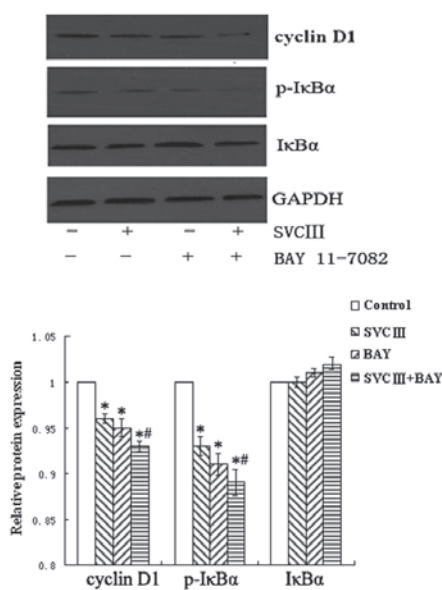 cyclin D1
p-IκBα
IκBα
GAPDH
− + − + SVCIII
− − + + BAY 11-7082
Control
SVCIII
BAY
SVCIII+BAY
Relative protein expression
1.05
1
0.95
0.9
0.85
0.8
* * *#
* * *#
cyclin D1 p-IκBα IκBα